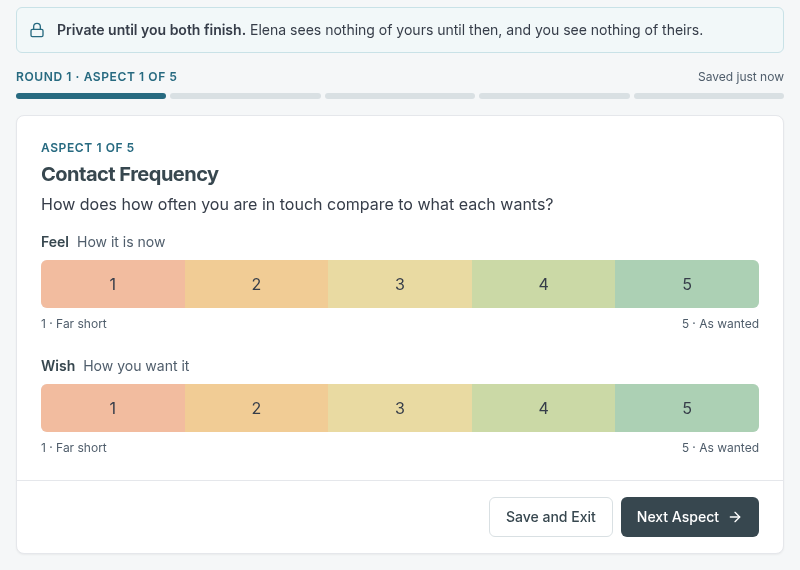 Private until you both finish. Elena sees nothing of yours until then, and you see nothing of theirs.
ROUND 1 · ASPECT 1 OF 5
Saved just now
ASPECT 1 OF 5
Contact Frequency
How does how often you are in touch compare to what each wants?
Feel How it is now
1 2 3 4 5
1 · Far short 5 · As wanted
Wish How you want it
1 2 3 4 5
1 · Far short 5 · As wanted
Save and Exit Next Aspect →